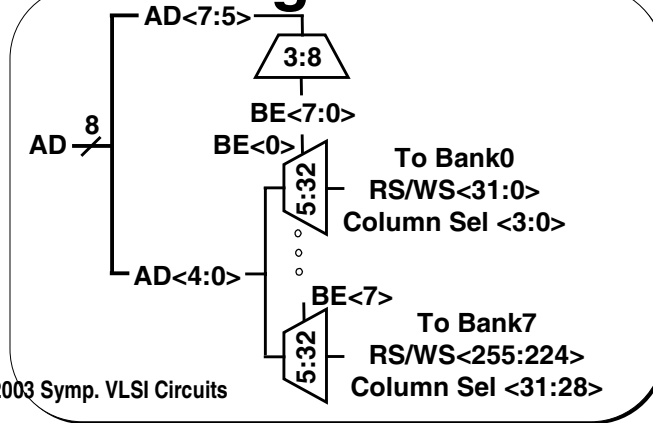 AD<7:5>
3:8
BE<7:0>
8
AD
BE<0>
5:32
To Bank0
RS/WS<31:0>
Column Sel <3:0>
AD<4:0>
BE<7>
5:32
To Bank7
RS/WS<255:224>
Column Sel <31:28>
2003 Symp. VLSI Circuits